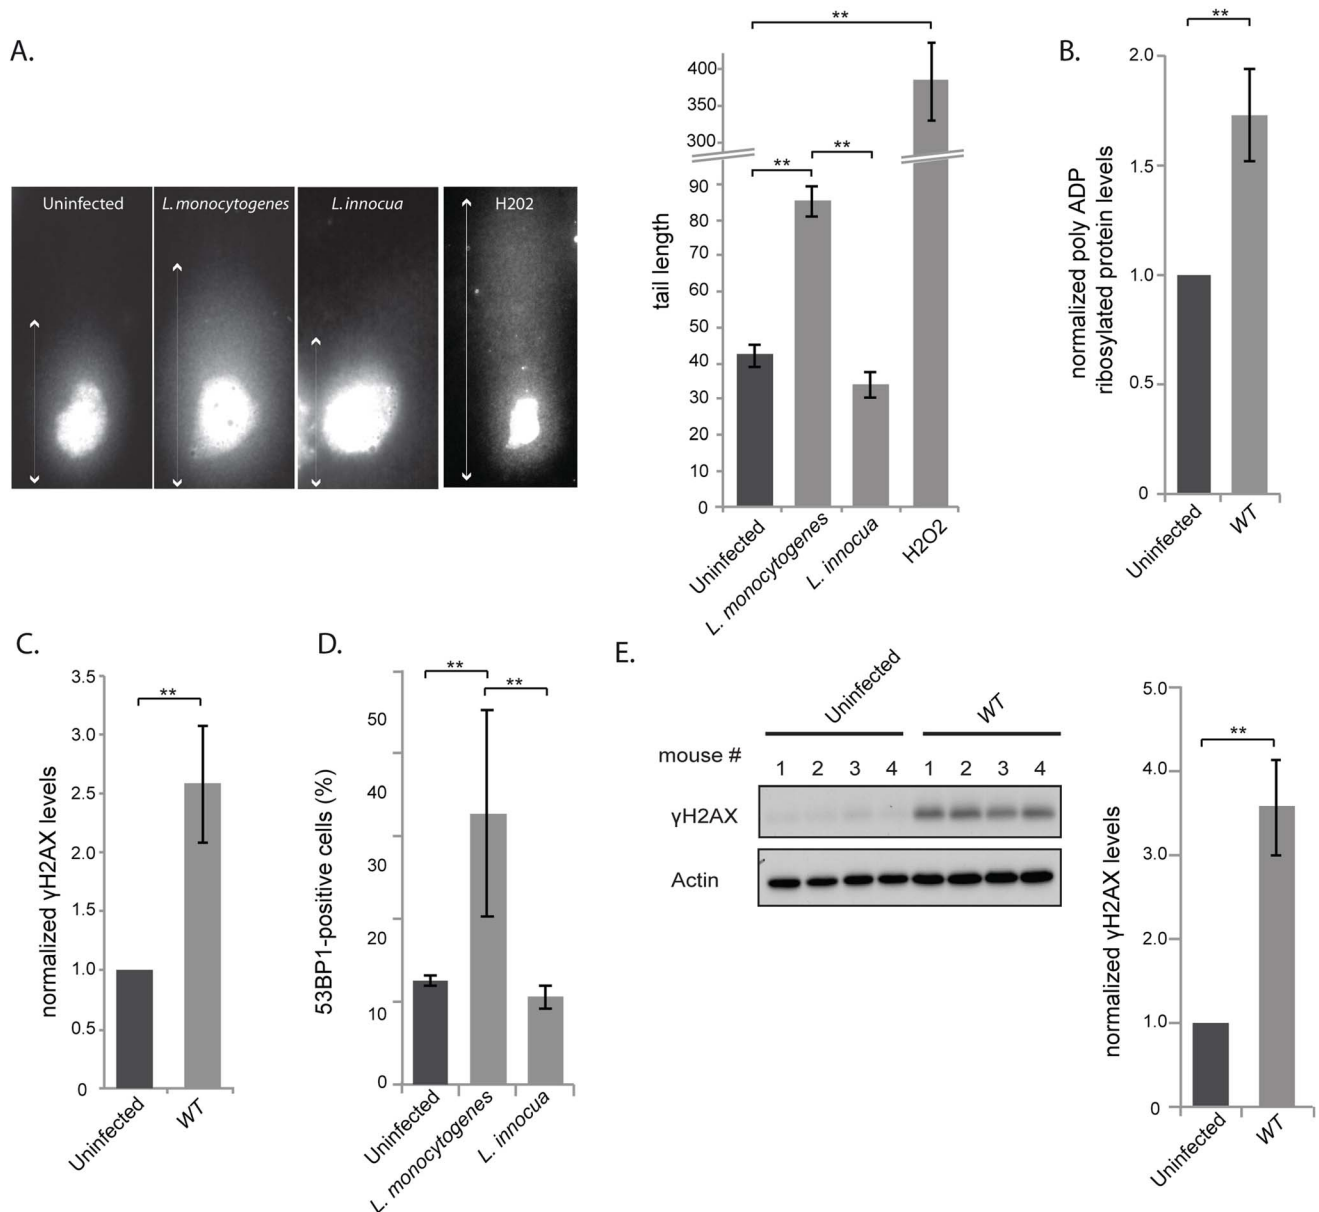 A.
Uninfected
L. monocytogenes
L. innocua
H202
tail length
400
350
300
90
80
70
60
50
40
30
20
10
0
**
**
**
Uninfected
L. monocytogenes
L. innocua
H2O2
B.
normalized poly ADP
ribosylated protein levels
2.0
1.5
1.0
0.5
0
**
Uninfected
WT
C.
normalized γH2AX levels
3.5
3.0
2.5
2.0
1.5
1.0
0.5
0
**
Uninfected
WT
D.
53BP1-positive cells (%)
50
40
30
20
10
0
**
**
Uninfected
L. monocytogenes
L. innocua
E.
Uninfected
WT
mouse #
1 2 3 4 1 2 3 4
γH2AX
Actin
normalized γH2AX levels
5.0
4.0
3.0
2.0
1.0
0
**
Uninfected
WT